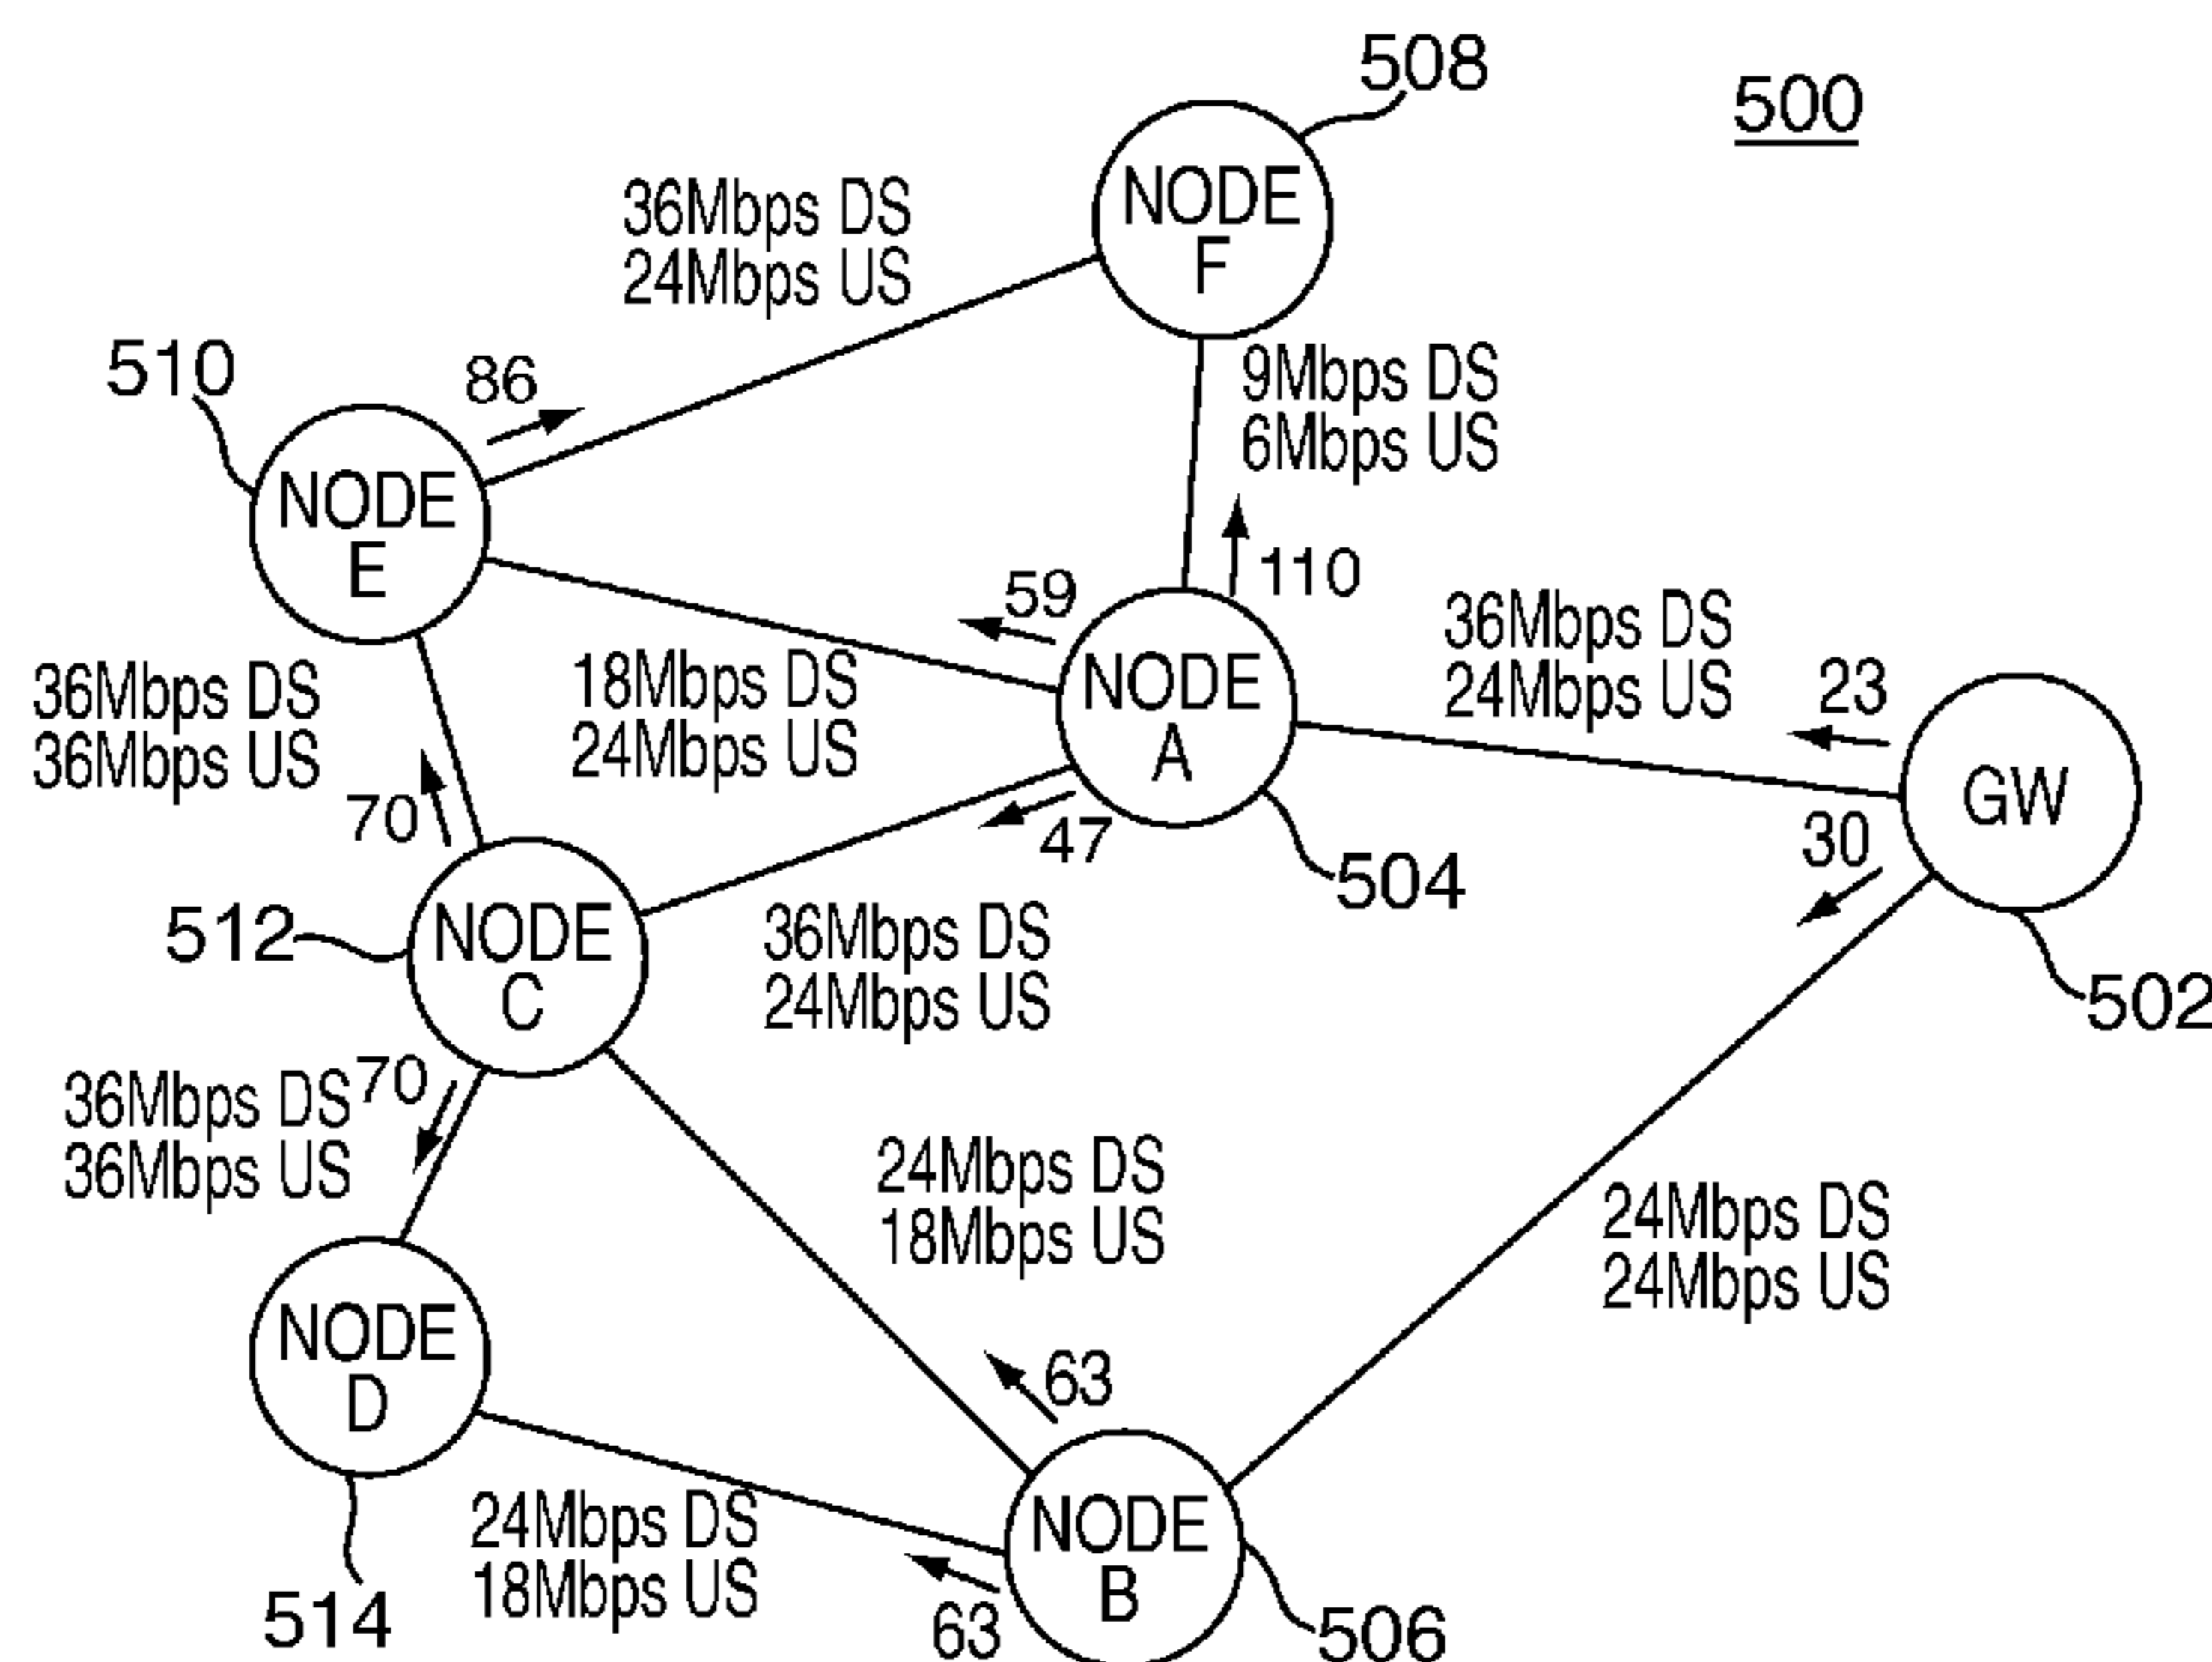 508
500
NODE
F
36Mbps DS
24Mbps US
510
86
9Mbps DS
6Mbps US
NODE
E
59
110
36Mbps DS
24Mbps US
23
36Mbps DS
36Mbps US
18Mbps DS
24Mbps US
NODE
A
GW
70
47
30
504
512
NODE
C
36Mbps DS
24Mbps US
502
36Mbps DS
36Mbps US
70
24Mbps DS
18Mbps US
24Mbps DS
24Mbps US
NODE
D
63
24Mbps DS
18Mbps US
NODE
B
514
63
506